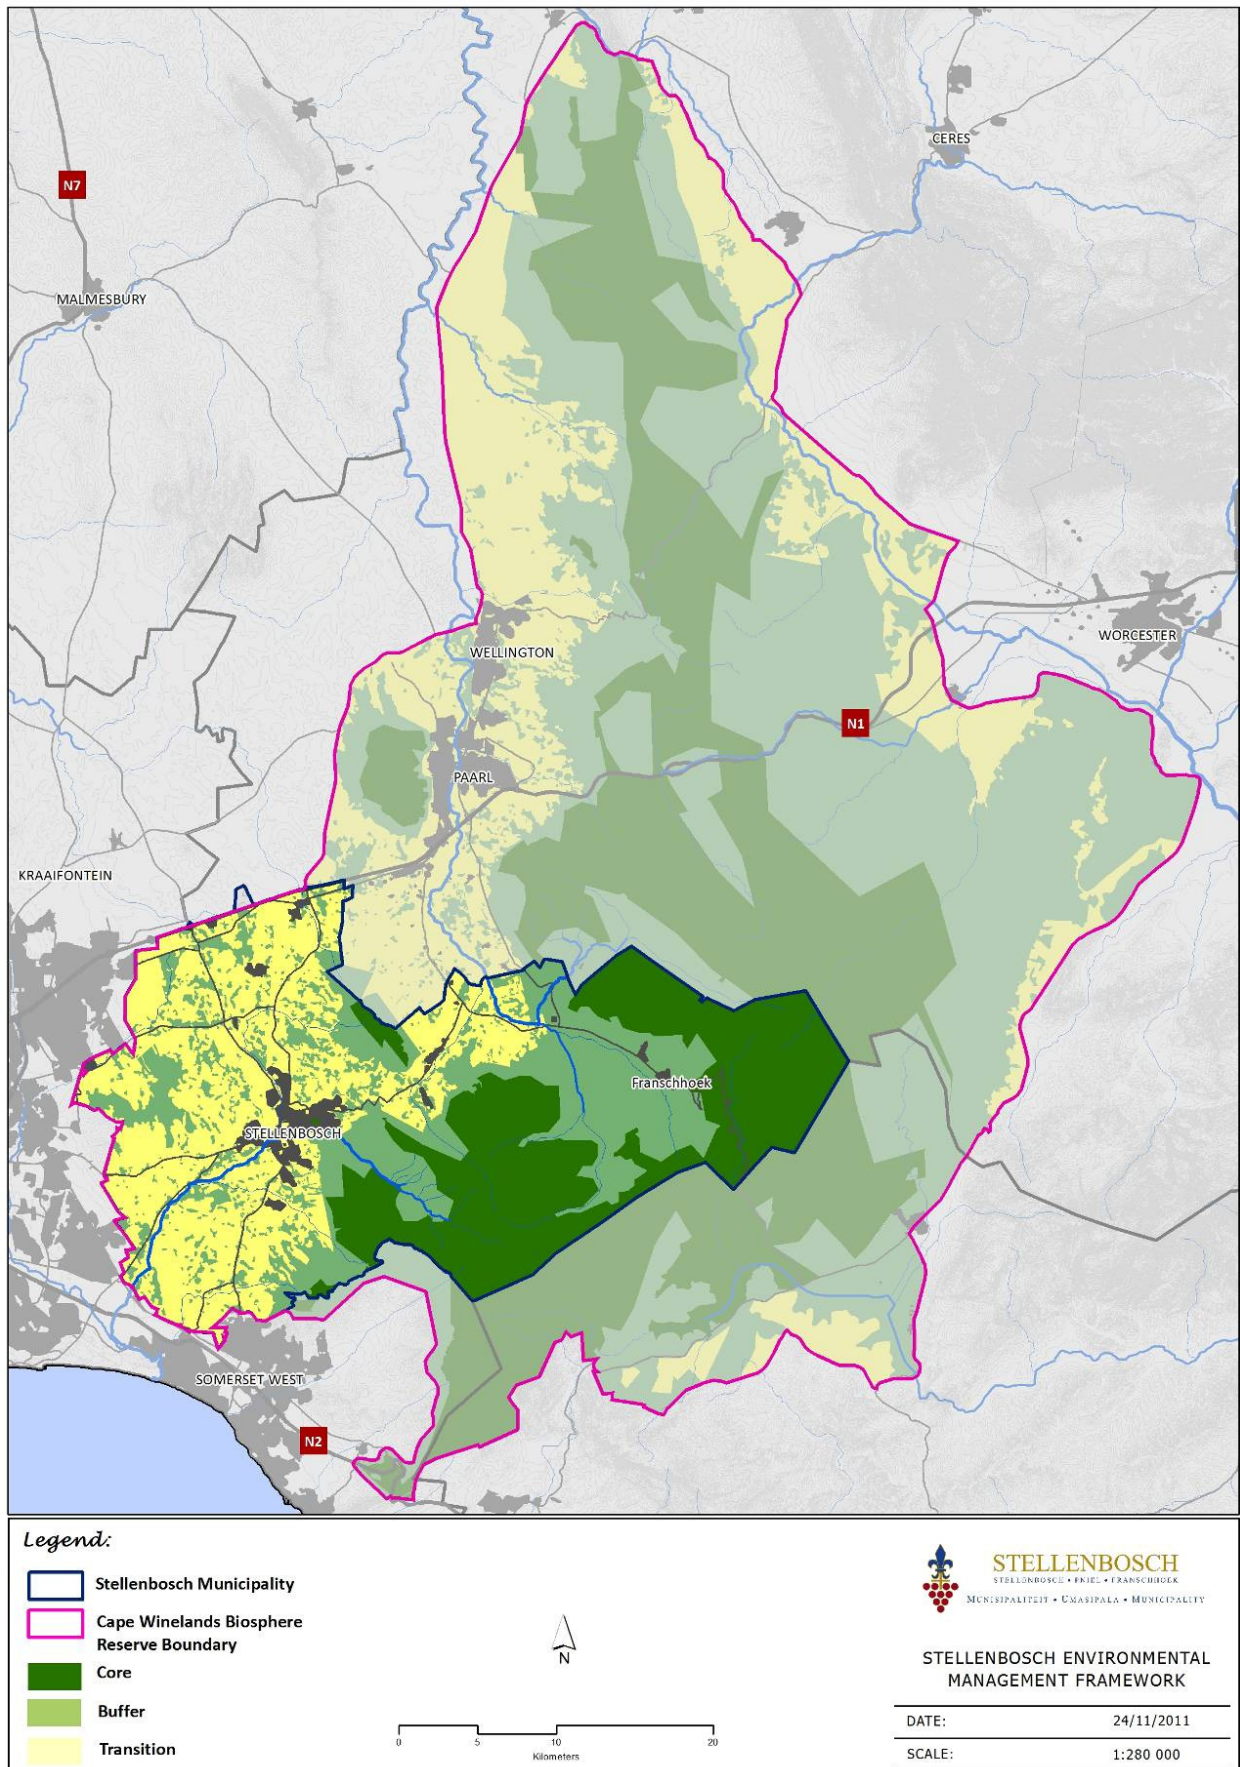 CERES
N7
MALMESBURY
WELLINGTON
WORCESTER
N1
PAARL
KRAAIFONTEIN
Franschhoek
STELLENBOSCH
SOMERSET WEST
N2
Legend:
Stellenbosch Municipality
Cape Winelands Biosphere
Reserve Boundary
Core
Buffer
Transition
N
0 5 10 20
Kilometers
STELLENBOSCH
STELLENBOSCH • PNIEL • FRANSCHHOEK
MUNISIPALITEIT • UMASIPALA • MUNICIPALITY
STELLENBOSCH ENVIRONMENTAL
MANAGEMENT FRAMEWORK
DATE: 24/11/2011
SCALE: 1:280 000